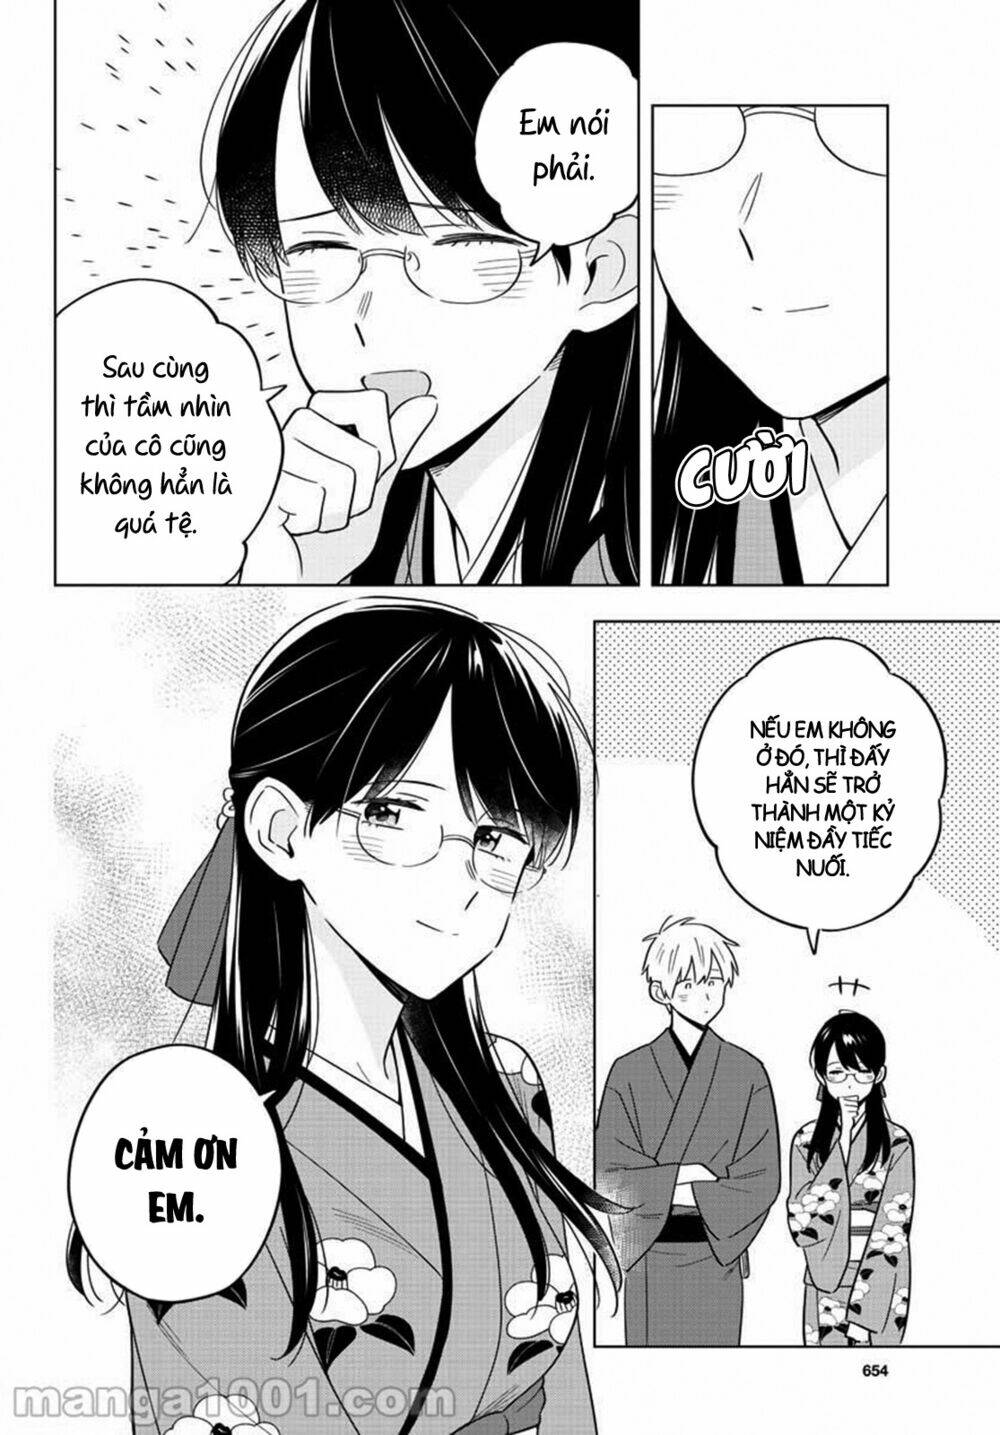 CƯỜI
Em nói
phải.
Sau cùng
thì tầm nhìn
của cô cũng
không hẳn là
quá tệ.
NẾU EM KHÔNG
Ở ĐÓ, THÌ ĐẤY
HẲN SẼ TRỞ
THÀNH MỘT KỶ
NIỆM ĐẦY TIẾC
NUỐI.
CẢM ƠN
EM.
654
manga1001.com